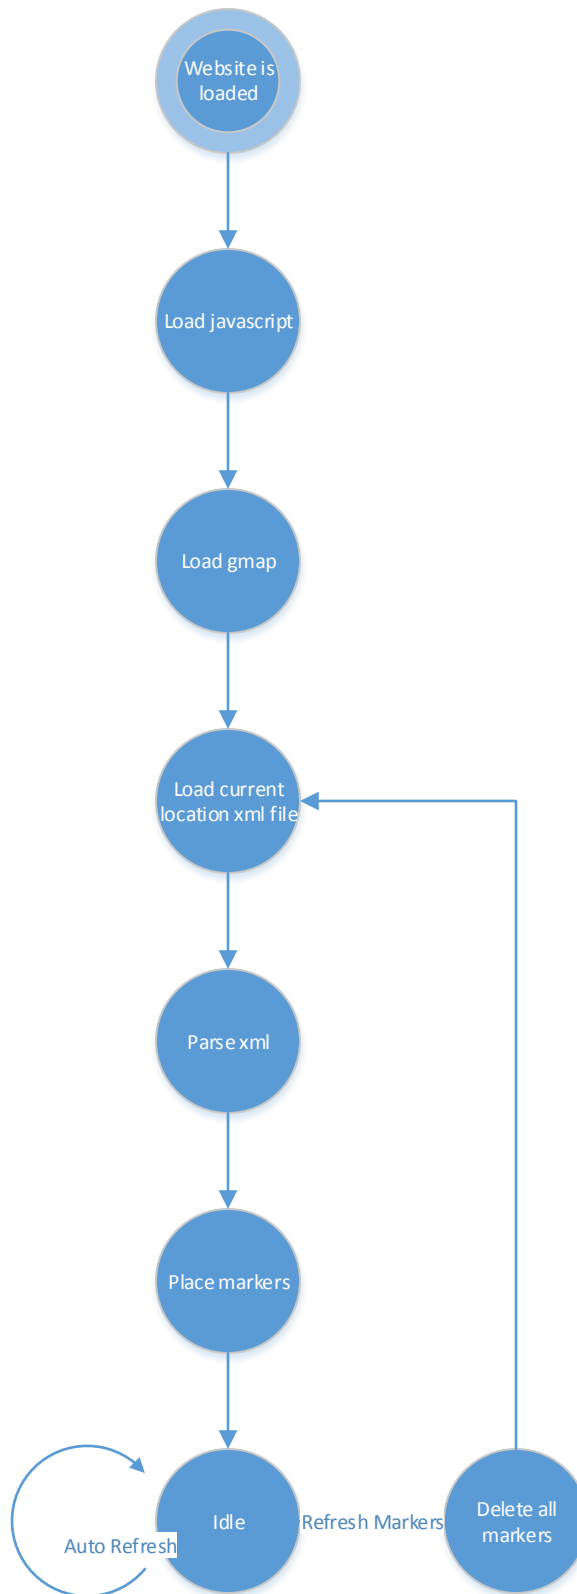 Website is
loaded
Load javascript
Load gmap
Load current
location xml file
Parse xml
Place markers
Idle
Refresh Markers
Delete all
markers
Auto Refresh